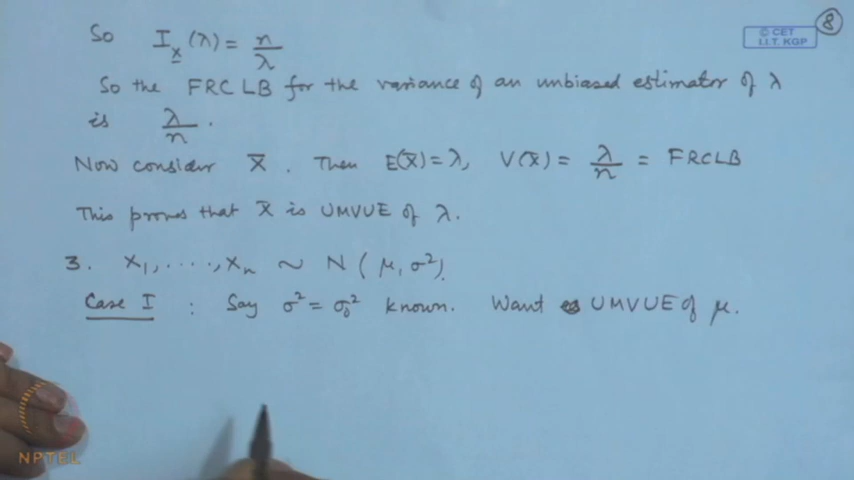 8
© CET
I.I.T. KGP
So I_x̲ (λ) = n/λ
So the FRCLB for the variance of an unbiased estimator of λ
is λ/n .
Now consider X̄ . Then E(X̄) = λ, V(X̄) = λ/n = FRCLB
This proves that X̄ is UMVUE of λ.
3. X₁, ....., Xₙ ~ N ( μ, σ²).
Case I : Say σ² = σ₀² known. Want UMVUE of μ.
NPTEL